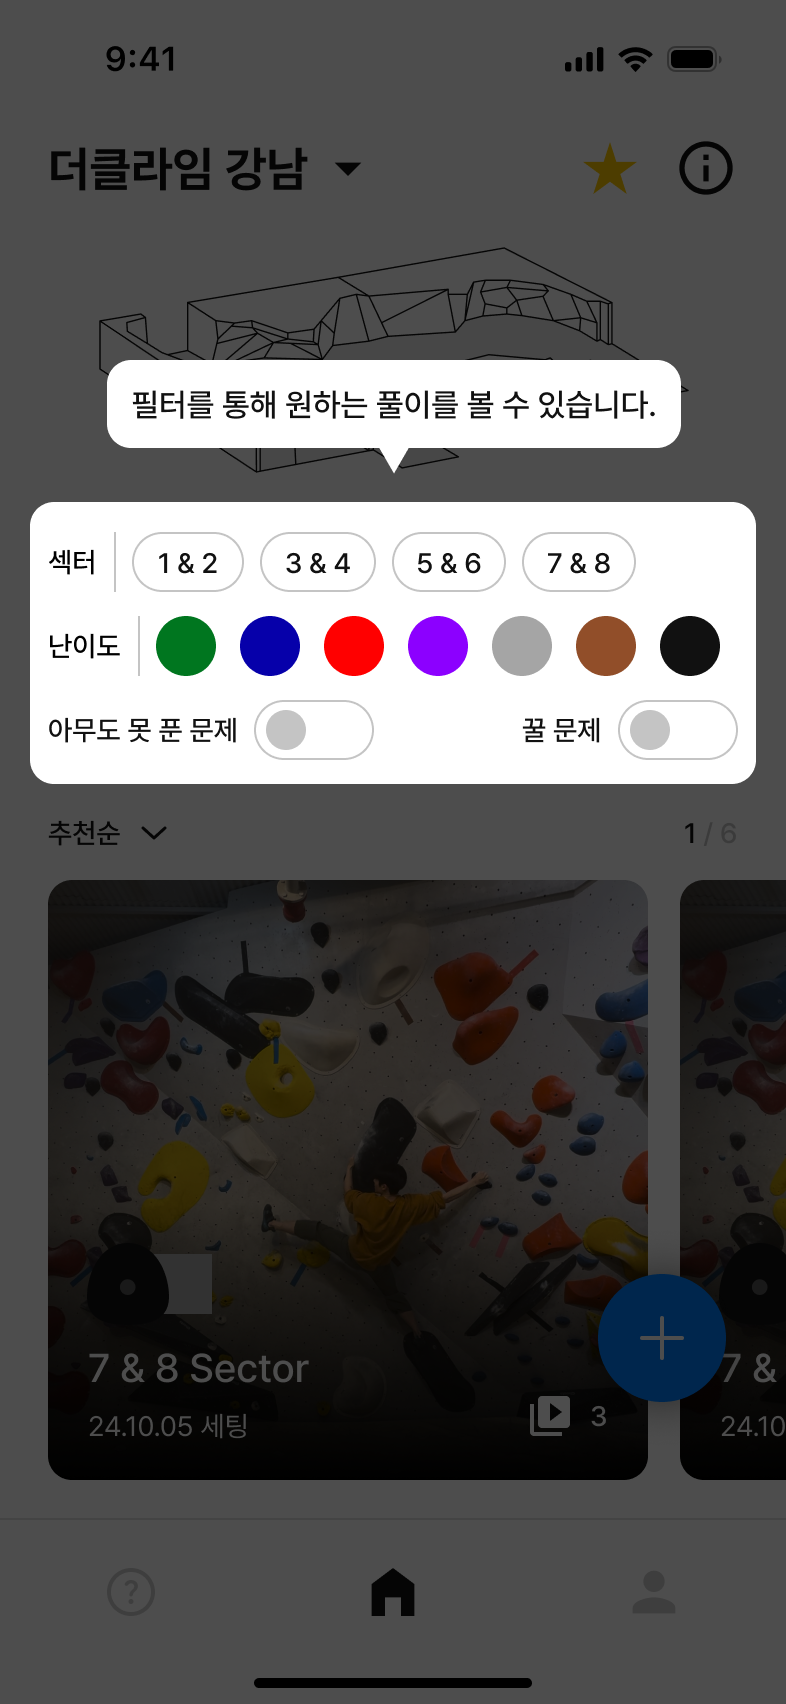 9:41
더클라임 강남
필터를 통해 원하는 풀이를 볼 수 있습니다.
섹터 1 & 2 3 & 4 5 & 6 7 & 8
난이도
아무도 못 푼 문제 꿀 문제
추천순 1 / 6
7 & 8 Sector
24.10.05 세팅
3
7 &
24.10